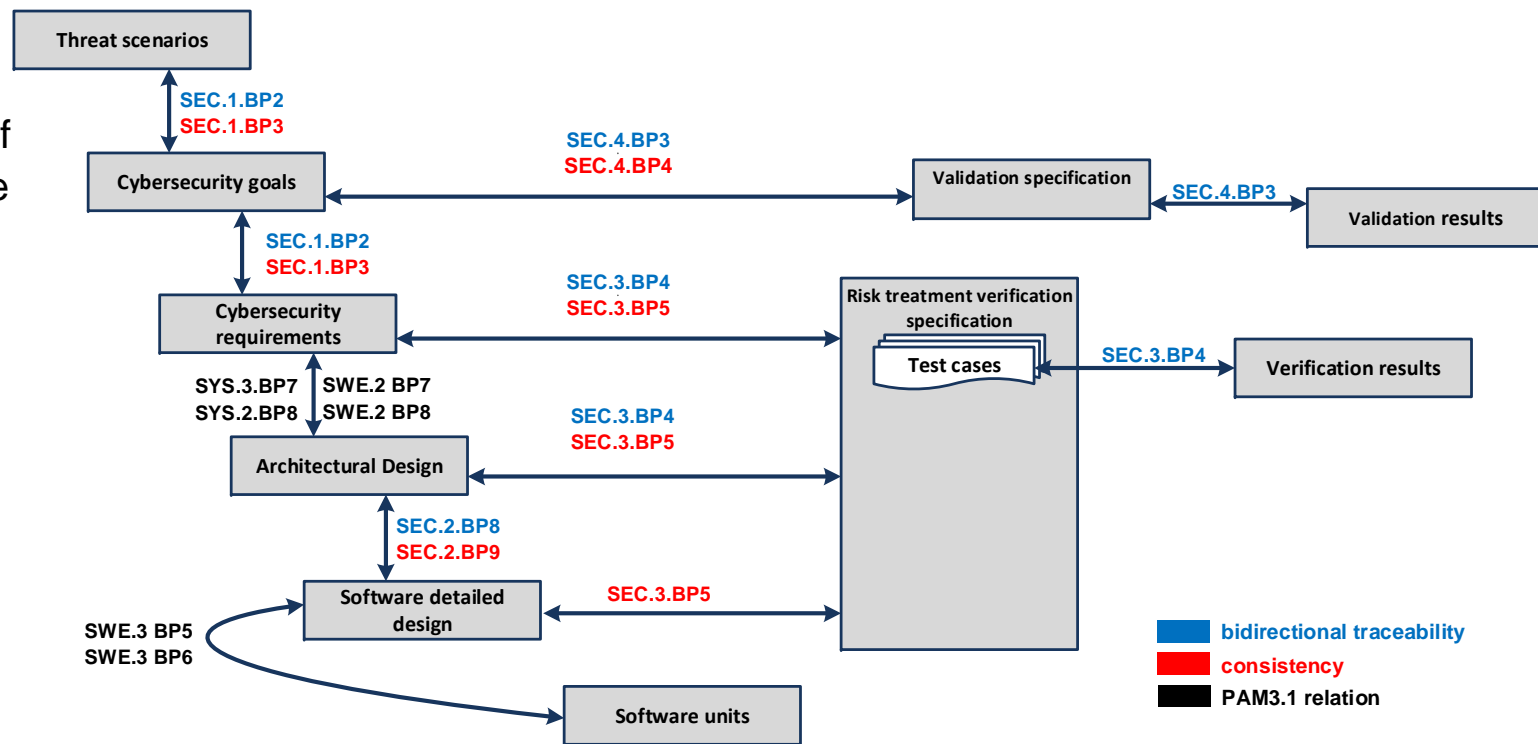 Threat scenarios
SEC.1.BP2
SEC.1.BP3
f
e
Cybersecurity goals
SEC.4.BP3
SEC.4.BP4
Validation specification
SEC.4.BP3
Validation results
SEC.1.BP2
SEC.1.BP3
Cybersecurity
requirements
SEC.3.BP4
SEC.3.BP5
Risk treatment verification
specification
Test cases
SEC.3.BP4
Verification results
SYS.3.BP7
SYS.2.BP8
SWE.2 BP7
SWE.2 BP8
Architectural Design
SEC.3.BP4
SEC.3.BP5
SEC.2.BP8
SEC.2.BP9
Software detailed
design
SEC.3.BP5
SWE.3 BP5
SWE.3 BP6
Software units
bidirectional traceability
consistency
PAM3.1 relation